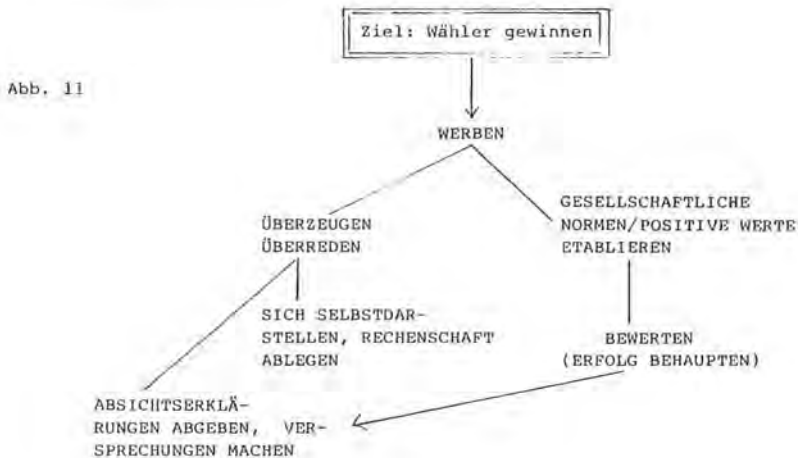 Ziel: Wähler gewinnen
Abb. 11
WERBEN
ÜBERZEUGEN
ÜBERREDEN
GESELLSCHAFTLICHE
NORMEN/POSITIVE WERTE
ETABLIEREN
SICH SELBSTDAR-
STELLEN, RECHENSCHAFT
ABLEGEN
BEWERTEN
(ERFOLG BEHAUPTEN)
ABSICHTSERKLÄ-
RUNGEN ABGEBEN, VER-
SPRECHUNGEN MACHEN